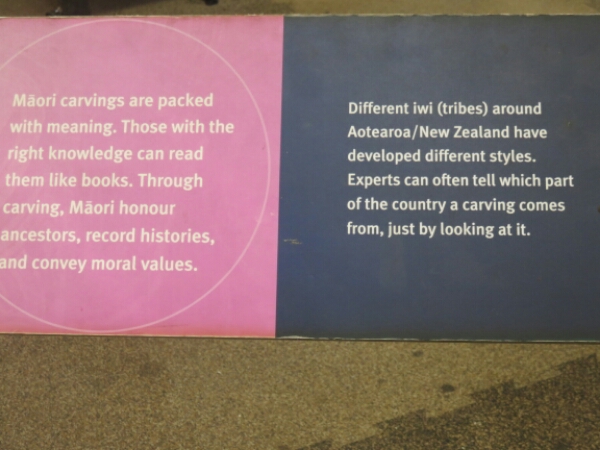 Māori carvings are packed
with meaning. Those with the
right knowledge can read
them like books. Through
carving, Māori honour
ancestors, record histories,
and convey moral values.
Different iwi (tribes) around
Aotearoa/New Zealand have
developed different styles.
Experts can often tell which part
of the country a carving comes
from, just by looking at it.